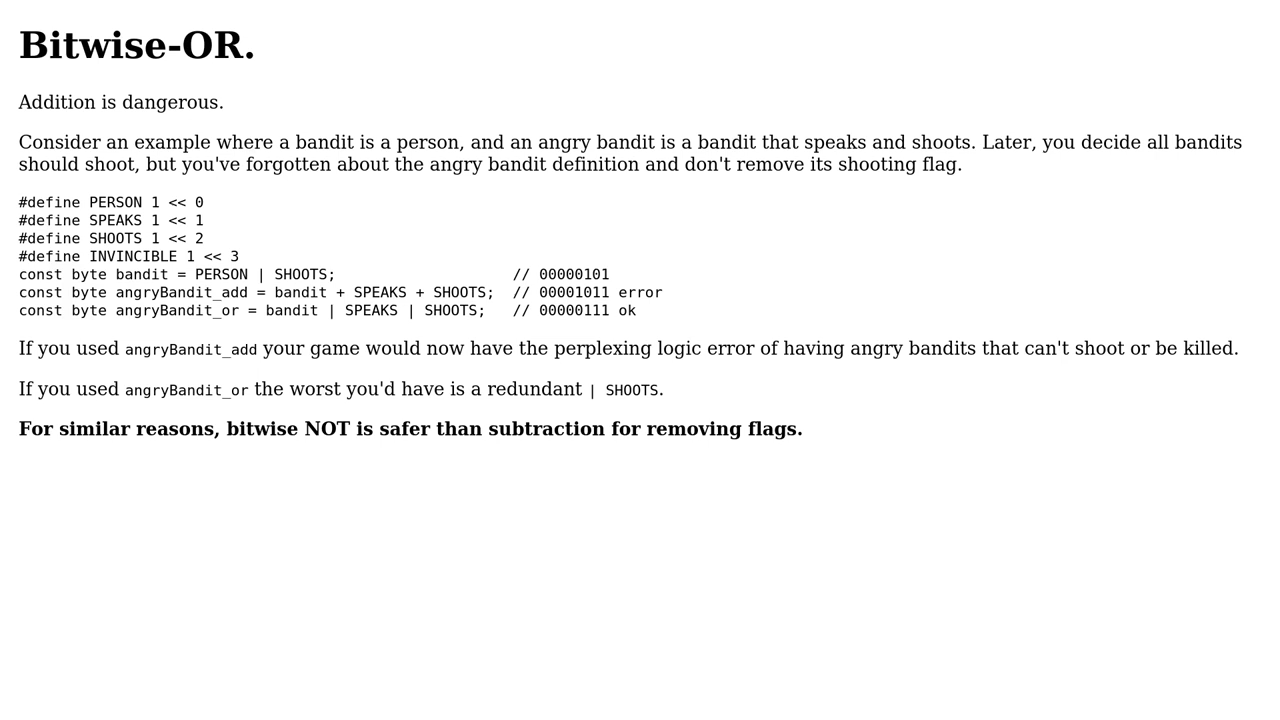 Bitwise-OR.
Addition is dangerous.
Consider an example where a bandit is a person, and an angry bandit is a bandit that speaks and shoots. Later, you decide all bandits
should shoot, but you've forgotten about the angry bandit definition and don't remove its shooting flag.
#define PERSON 1 << 0
#define SPEAKS 1 << 1
#define SHOOTS 1 << 2
#define INVINCIBLE 1 << 3
const byte bandit = PERSON | SHOOTS;                    // 00000101
const byte angryBandit_add = bandit + SPEAKS + SHOOTS;  // 00001011 error
const byte angryBandit_or = bandit | SPEAKS | SHOOTS;   // 00000111 ok
If you used angryBandit_add your game would now have the perplexing logic error of having angry bandits that can't shoot or be killed.
If you used angryBandit_or the worst you'd have is a redundant | SHOOTS.
For similar reasons, bitwise NOT is safer than subtraction for removing flags.